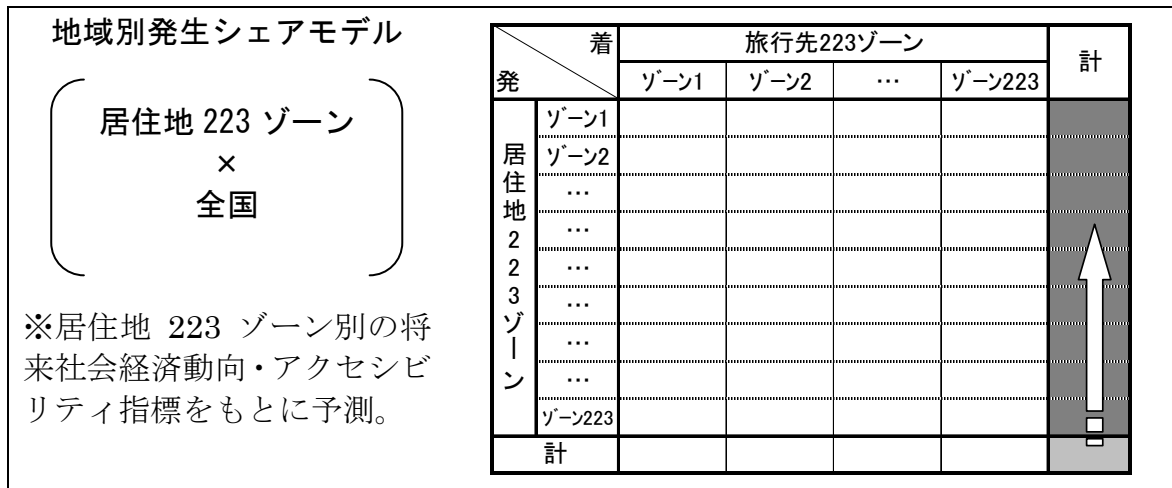 地域別発生シェアモデル
居住地 223 ゾーン
×
全国
※居住地 223 ゾーン別の将
来社会経済動向・アクセシビ
リティ指標をもとに予測。
着
発
旅行先223ゾーン
計
ゾーン1
ゾーン2
…
ゾーン223
居住地223ゾーン
ゾーン1
ゾーン2
…
…
…
…
…
…
ゾーン223
計